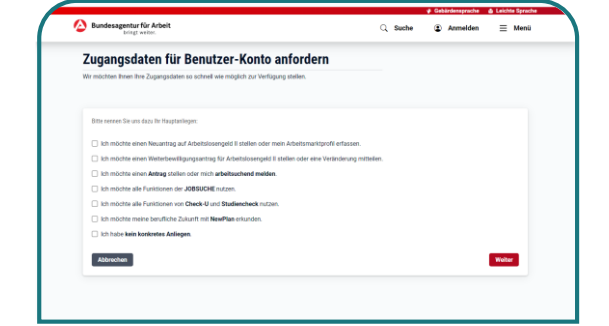 Gebärdensprache Leichte Sprache
Bundesagentur für Arbeit
bringt weiter.
Suche Anmelden Menü
Zugangsdaten für Benutzer-Konto anfordern
Wir möchten Ihnen Ihre Zugangsdaten so schnell wie möglich zur Verfügung stellen.
Bitte nennen Sie uns dazu Ihr Hauptanliegen:
Ich möchte einen Neuantrag auf Arbeitslosengeld II stellen oder mein Arbeitsmarktprofil erfassen.
Ich möchte einen Weiterbewilligungsantrag für Arbeitslosengeld II stellen oder eine Veränderung mitteilen.
Ich möchte einen Antrag stellen oder mich arbeitsuchend melden.
Ich möchte alle Funktionen der JOBSUCHE nutzen.
Ich möchte alle Funktionen von Check-U und Studiencheck nutzen.
Ich möchte meine berufliche Zukunft mit NewPlan erkunden.
Ich habe kein konkretes Anliegen.
Abbrechen Weiter